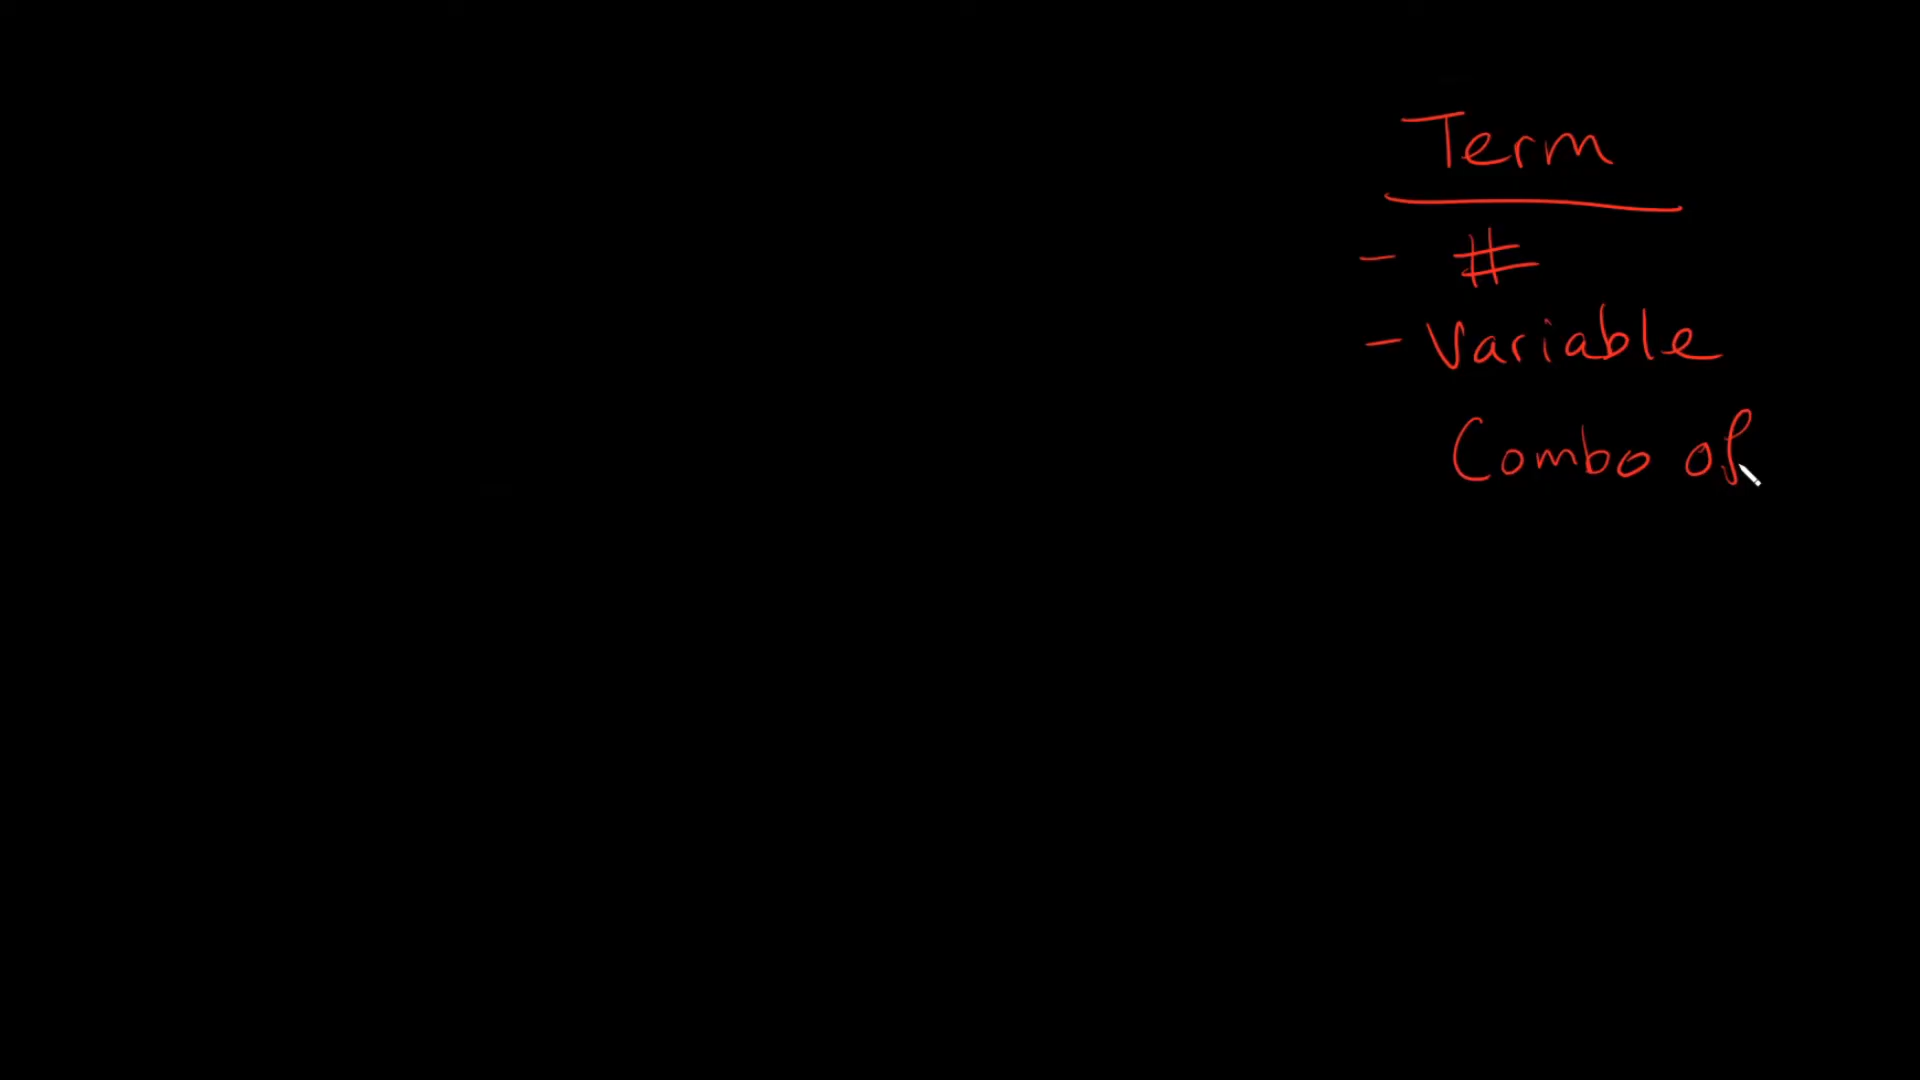 Term
- #
- Variable
Combo of